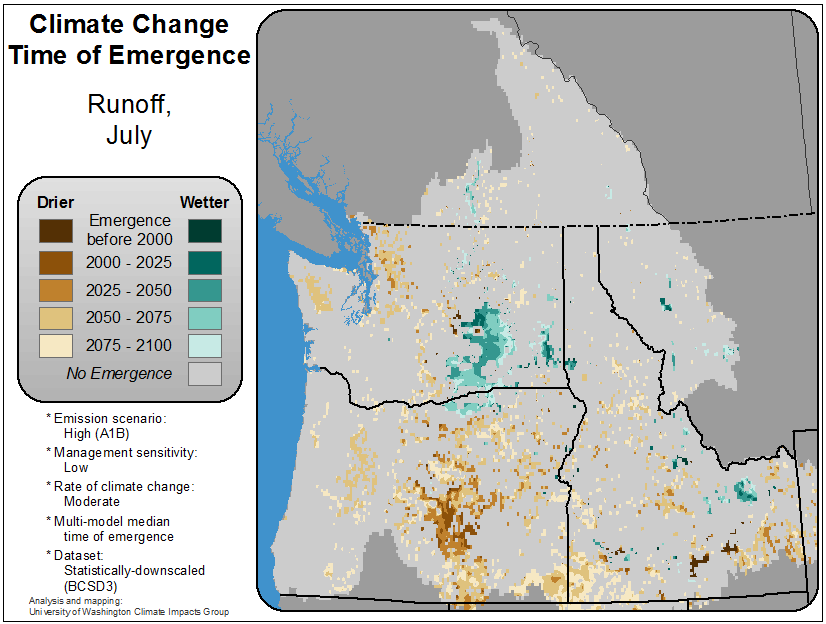 Climate Change
Time of Emergence
Runoff,
July
Drier Wetter
Emergence
before 2000
2000 - 2025
2025 - 2050
2050 - 2075
2075 - 2100
No Emergence
* Emission scenario:
High (A1B)
* Management sensitivity:
Low
* Rate of climate change:
Moderate
* Multi-model median
time of emergence
* Dataset:
Statistically-downscaled
(BCSD3)
Analysis and mapping:
University of Washington Climate Impacts Group